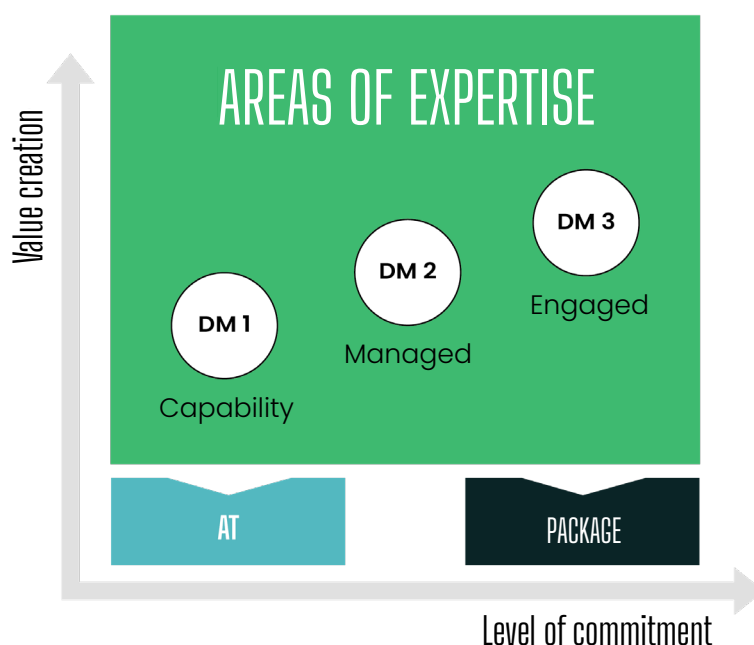 AREAS OF EXPERTISE
Value creation
DM 3
DM 2
Engaged
DM 1
Managed
Capability
AT
PACKAGE
Level of commitment